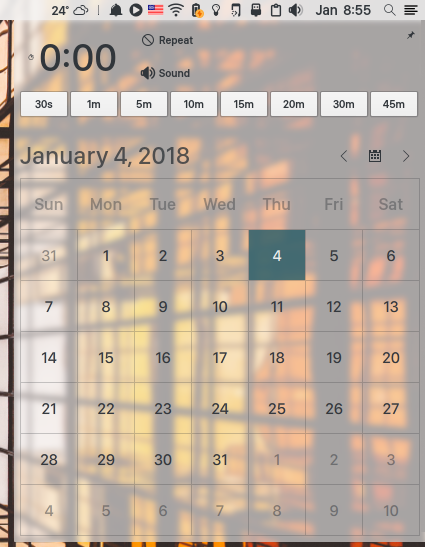 24° Jan 8:55
0:00
Repeat
Sound
30s 1m 5m 10m 15m 20m 30m 45m
January 4, 2018
Sun Mon Tue Wed Thu Fri Sat
31 1 2 3 4 5 6
7 8 9 10 11 12 13
14 15 16 17 18 19 20
21 22 23 24 25 26 27
28 29 30 31 1 2 3
4 5 6 7 8 9 10